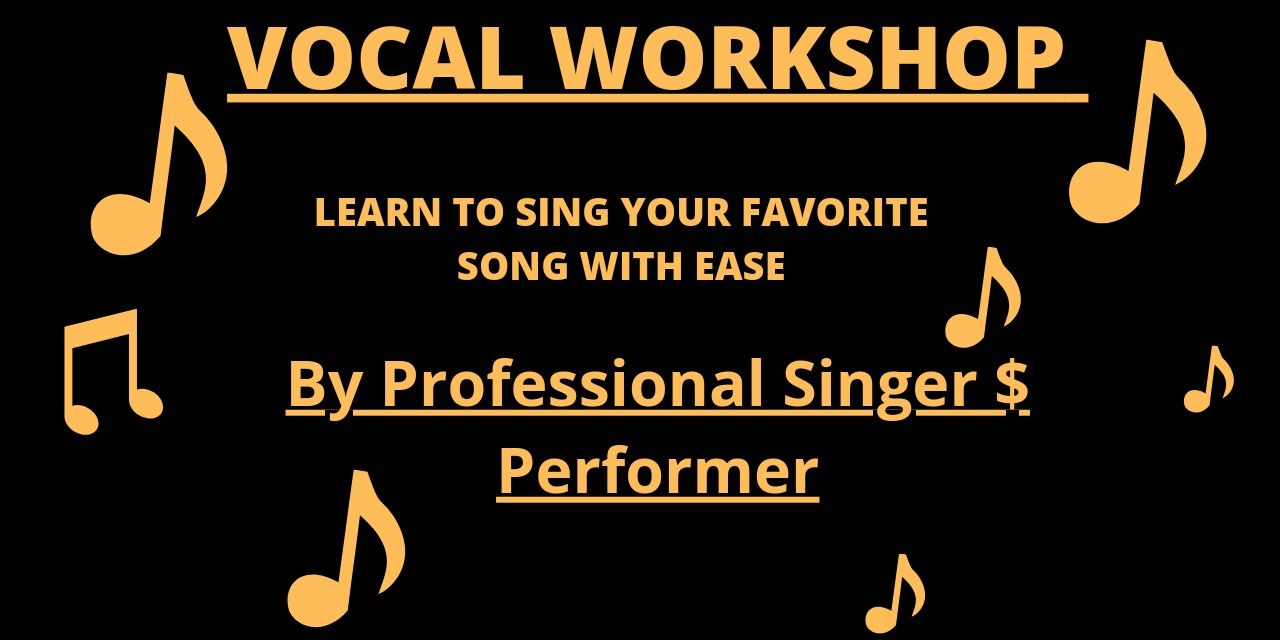 VOCAL WORKSHOP
LEARN TO SING YOUR FAVORITE
SONG WITH EASE
By Professional Singer $
Performer